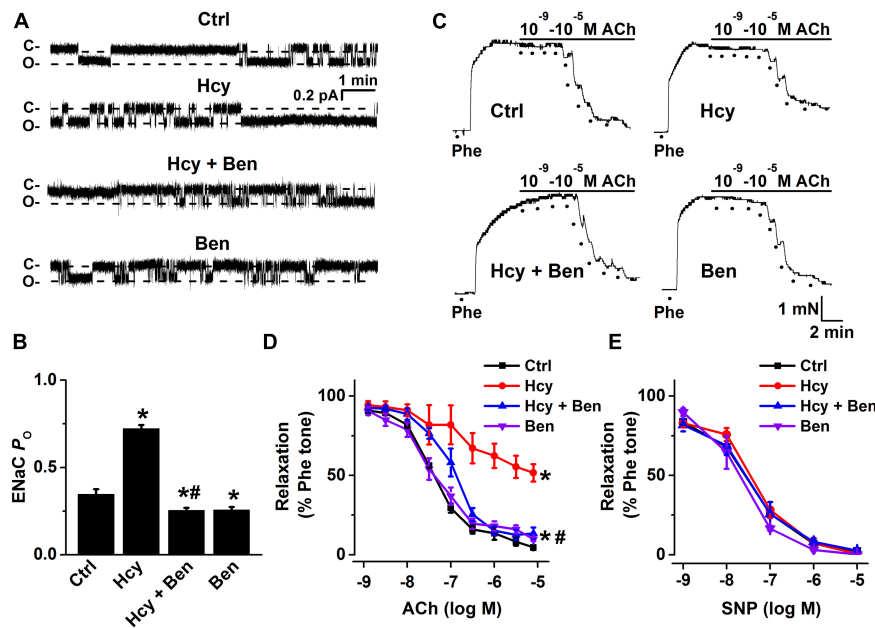 A
Ctrl
C-
O-
1 min
0.2 pA
Hcy
C-
O-
Hcy + Ben
C-
O-
Ben
C-
O-
B
ENaC PO
1.0
0.5
0.0
*
*#
*
Ctrl
Hcy
Hcy + Ben
Ben
C
10-9 -10-5 M ACh
Ctrl
Phe
10-9 -10-5 M ACh
Hcy
Phe
10-9 -10-5 M ACh
Hcy + Ben
Phe
10-9 -10-5 M ACh
Ben
Phe
1 mN
2 min
D
Ctrl
Hcy
Hcy + Ben
Ben
Relaxation
(% Phe tone)
100
50
0
*
*#
-9 -8 -7 -6 -5
ACh (log M)
E
Ctrl
Hcy
Hcy + Ben
Ben
Relaxation
(% Phe tone)
100
50
0
-9 -8 -7 -6 -5
SNP (log M)